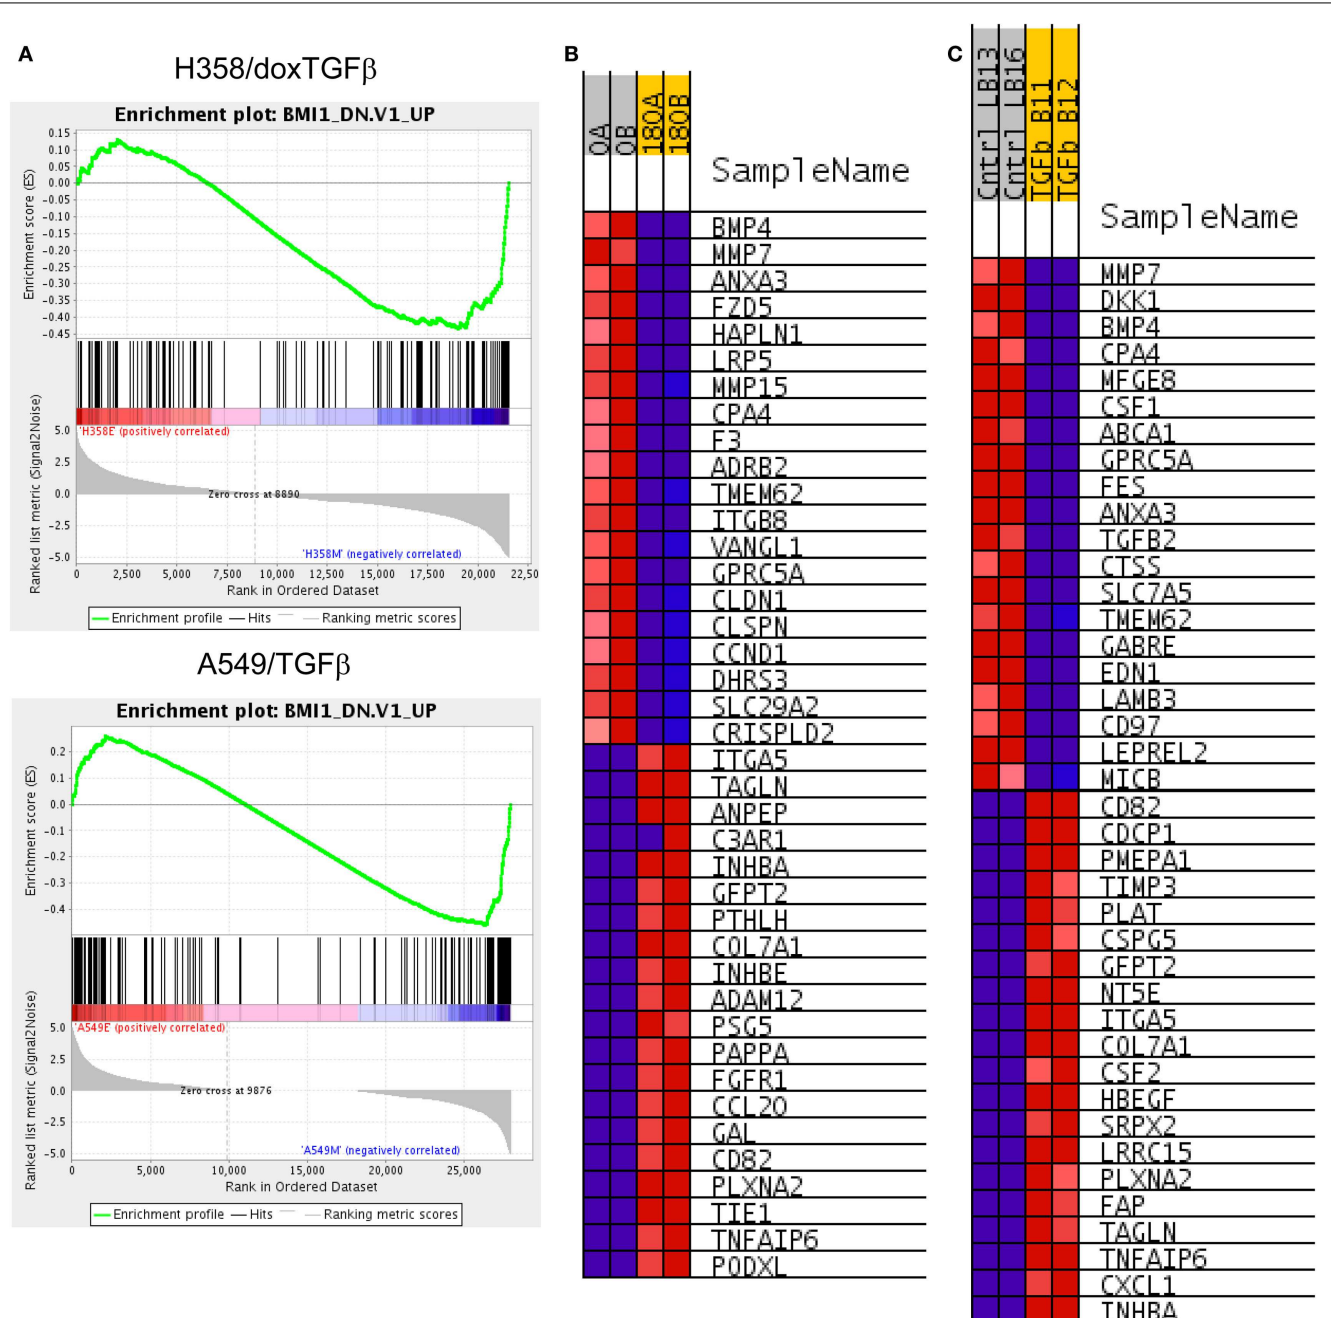 A
H358/doxTGFβ
Enrichment plot: BMI1_DN.V1_UP
Enrichment score (ES)
0.15
0.10
0.05
0.00
-0.05
-0.10
-0.15
-0.20
-0.25
-0.30
-0.35
-0.40
-0.45
Ranked list metric (Signal2Noise)
5.0
2.5
0.0
-2.5
-5.0
'H358E' (positively correlated)
Zero cross at 8890
'H358M' (negatively correlated)
0 2,500 5,000 7,500 10,000 12,500 15,000 17,500 20,000 22,50
Rank in Ordered Dataset
Enrichment profile Hits Ranking metric scores
A549/TGFβ
Enrichment plot: BMI1_DN.V1_UP
Enrichment score (ES)
0.2
0.1
0.0
-0.1
-0.2
-0.3
-0.4
Ranked list metric (Signal2Noise)
5.0
2.5
0.0
-2.5
-5.0
'A549E' (positively correlated)
Zero cross at 9876
'A549M' (negatively correlated)
0 5,000 10,000 15,000 20,000 25,000
Rank in Ordered Dataset
Enrichment profile Hits Ranking metric scores
B
0A
0B
180A
180B
SampleName
BMP4
MMP7
ANXA3
FZD5
HAPLN1
LRP5
MMP15
CPA4
F3
ADRB2
TMEM62
ITGB8
VANGL1
GPRC5A
CLDN1
CLSPN
CCND1
DHRS3
SLC29A2
CRISPLD2
ITGA5
TAGLN
ANPEP
C3AR1
INHBA
GFPT2
PTHLH
COL7A1
INHBE
ADAM12
PSG5
PAPPA
FGFR1
CCL20
GAL
CD82
PLXNA2
TIE1
TNFAIP6
PODXL
C
Cntrl LB13
Cntrl LB16
TGFb B11
TGFb B12
SampleName
MMP7
DKK1
BMP4
CPA4
MFGE8
CSF1
ABCA1
GPRC5A
FES
ANXA3
TGFB2
CTSS
SLC7A5
TMEM62
GABRE
EDN1
LAMB3
CD97
LEPREL2
MICB
CD82
CDCP1
PMEPA1
TIMP3
PLAT
CSPG5
GFPT2
NT5E
ITGA5
COL7A1
CSF2
HBEGF
SRPX2
LRRC15
PLXNA2
FAP
TAGLN
TNFAIP6
CXCL1
INHBA